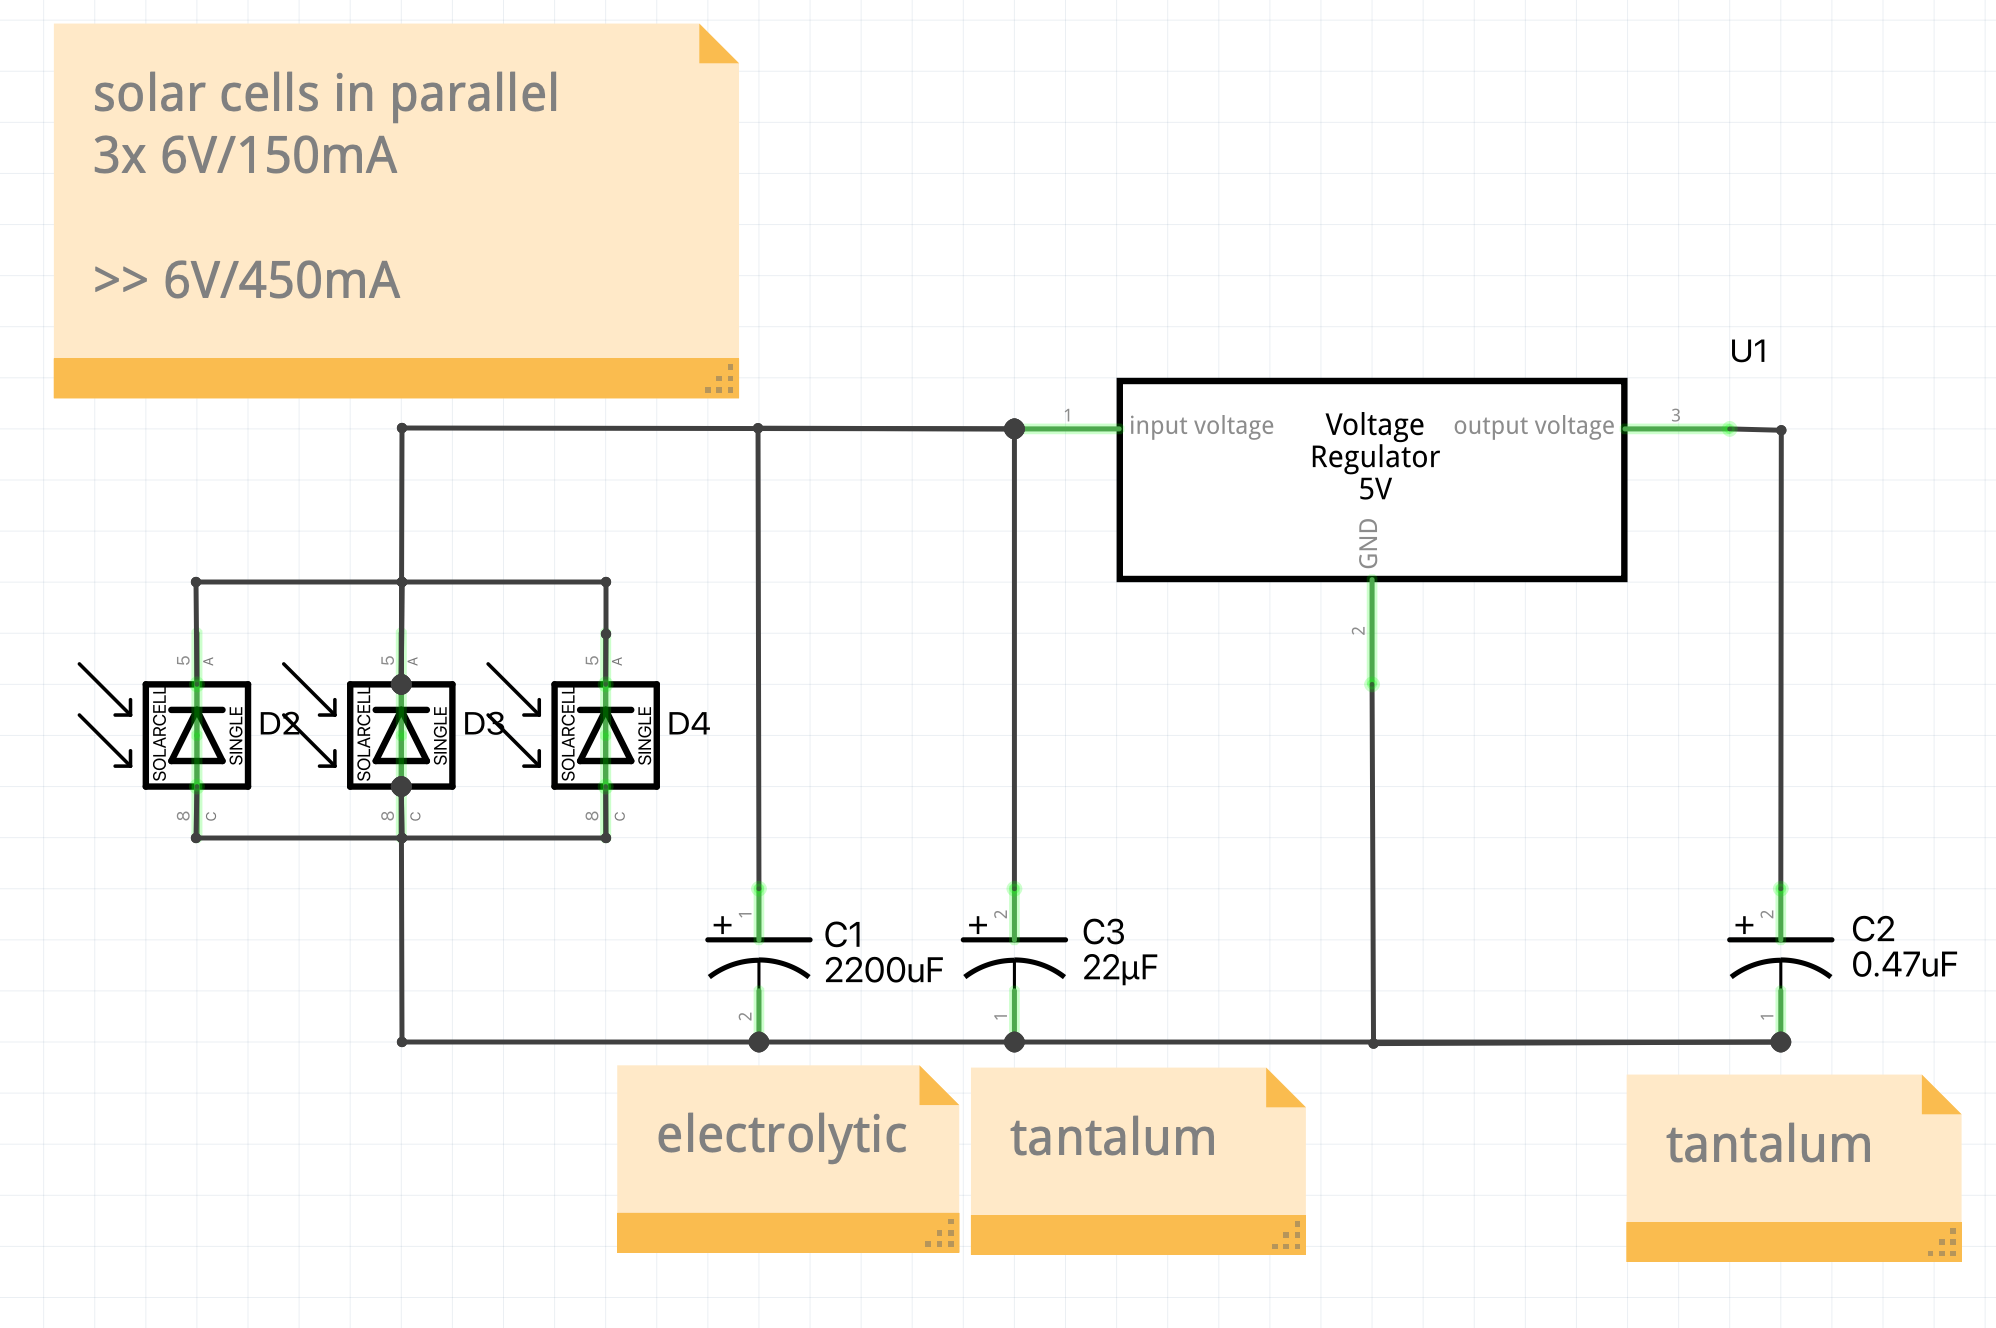 solar cells in parallel
3x 6V/150mA
>> 6V/450mA
U1
1
input voltage
Voltage
Regulator
5V
output voltage
3
GND
2
5
A
SOLARCELL
SINGLE
D2
8
C
5
A
SOLARCELL
SINGLE
D3
8
C
5
A
SOLARCELL
SINGLE
D4
8
C
+
1
C1
2200uF
2
+
2
C3
22µF
1
+
2
C2
0.47uF
1
electrolytic
tantalum
tantalum